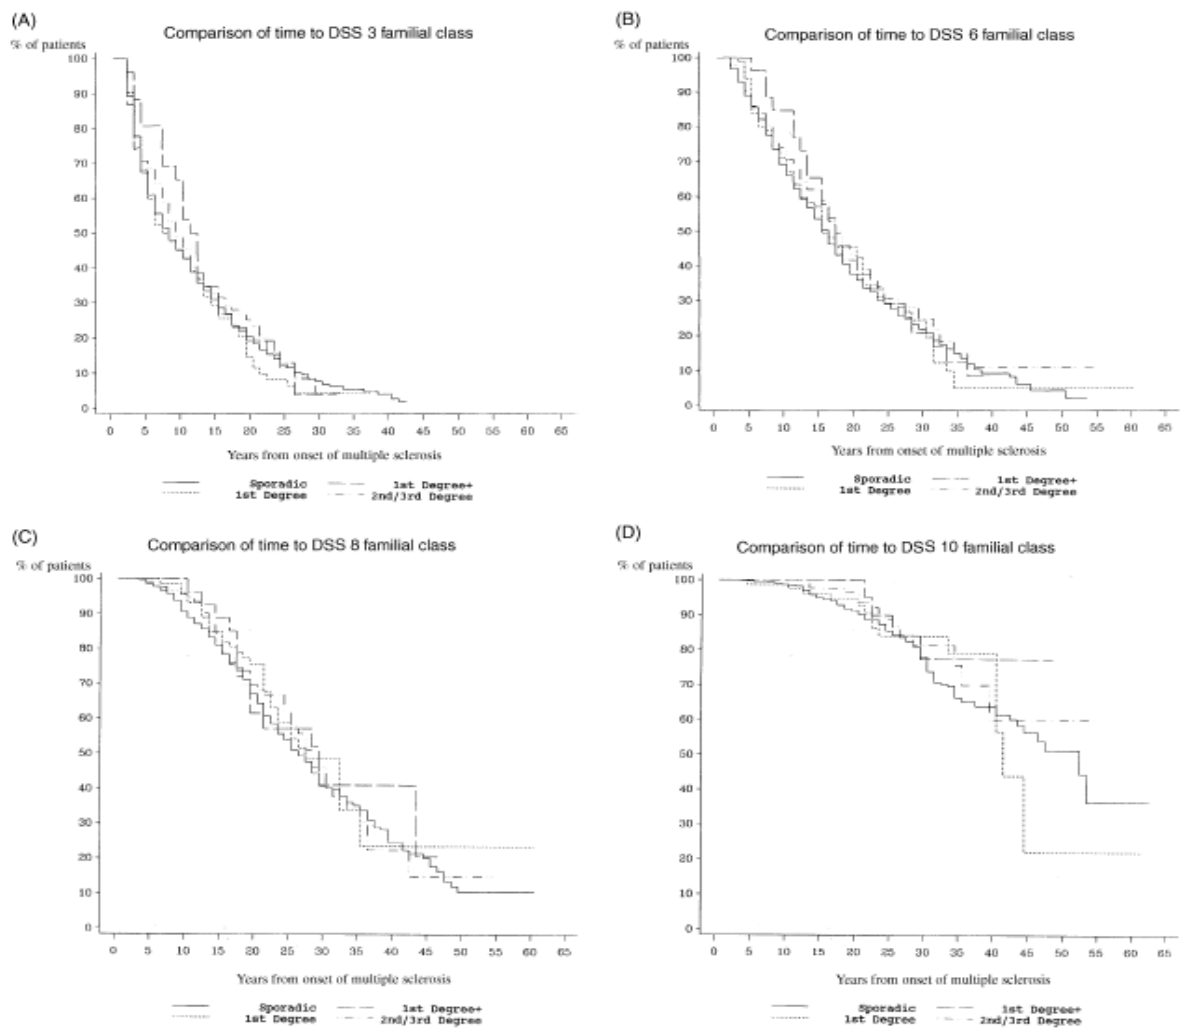 (A)
Comparison of time to DSS 3 familial class
% of patients
100
90
80
70
60
50
40
30
20
10
0
0 5 10 15 20 25 30 35 40 45 50 55 60 65
Years from onset of multiple sclerosis
Sporadic 1st Degree+
1st Degree 2nd/3rd Degree
(B)
Comparison of time to DSS 6 familial class
% of patients
100
90
80
70
60
50
40
30
20
10
0
0 5 10 15 20 25 30 35 40 45 50 55 60 65
Years from onset of multiple sclerosis
Sporadic 1st Degree+
1st Degree 2nd/3rd Degree
(C)
Comparison of time to DSS 8 familial class
% of patients
100
90
80
70
60
50
40
30
20
10
0
0 5 10 15 20 25 30 35 40 45 50 55 60 65
Years from onset of multiple sclerosis
Sporadic 1st Degree+
1st Degree 2nd/3rd Degree
(D)
Comparison of time to DSS 10 familial class
% of patients
100
90
80
70
60
50
40
30
20
10
0
0 5 10 15 20 25 30 35 40 45 50 55 60 65
Years from onset of multiple sclerosis
Sporadic 1st Degree+
1st Degree 2nd/3rd Degree